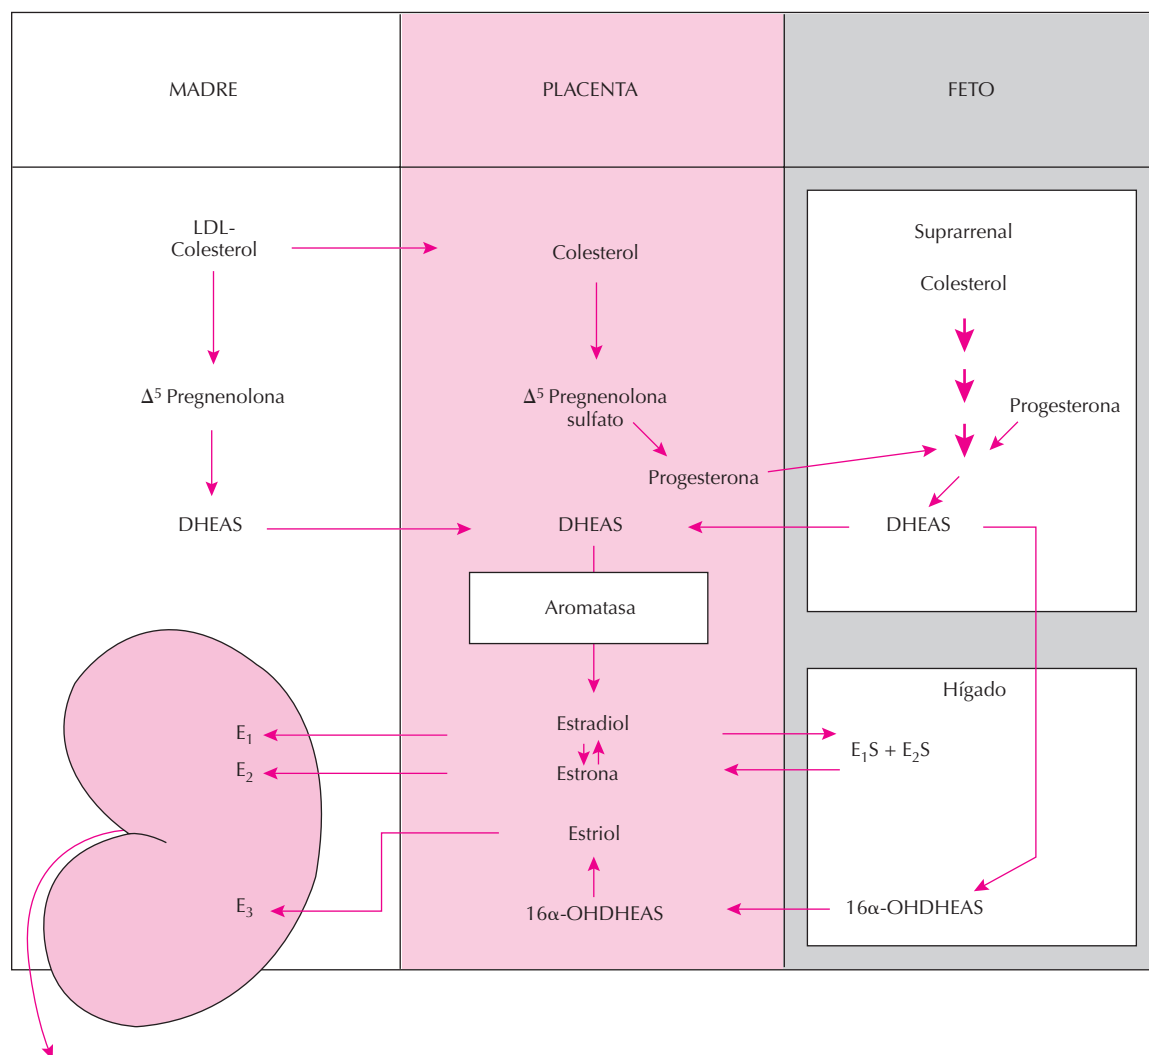 MADRE
PLACENTA
FETO
LDL-
Colesterol
Δ⁵ Pregnenolona
DHEAS
E₁
E₂
E₃
Colesterol
Δ⁵ Pregnenolona
sulfato
Progesterona
DHEAS
Aromatasa
Estradiol
Estrona
Estriol
16α-OHDHEAS
Suprarrenal
Colesterol
Progesterona
DHEAS
Hígado
E₁S + E₂S
16α-OHDHEAS